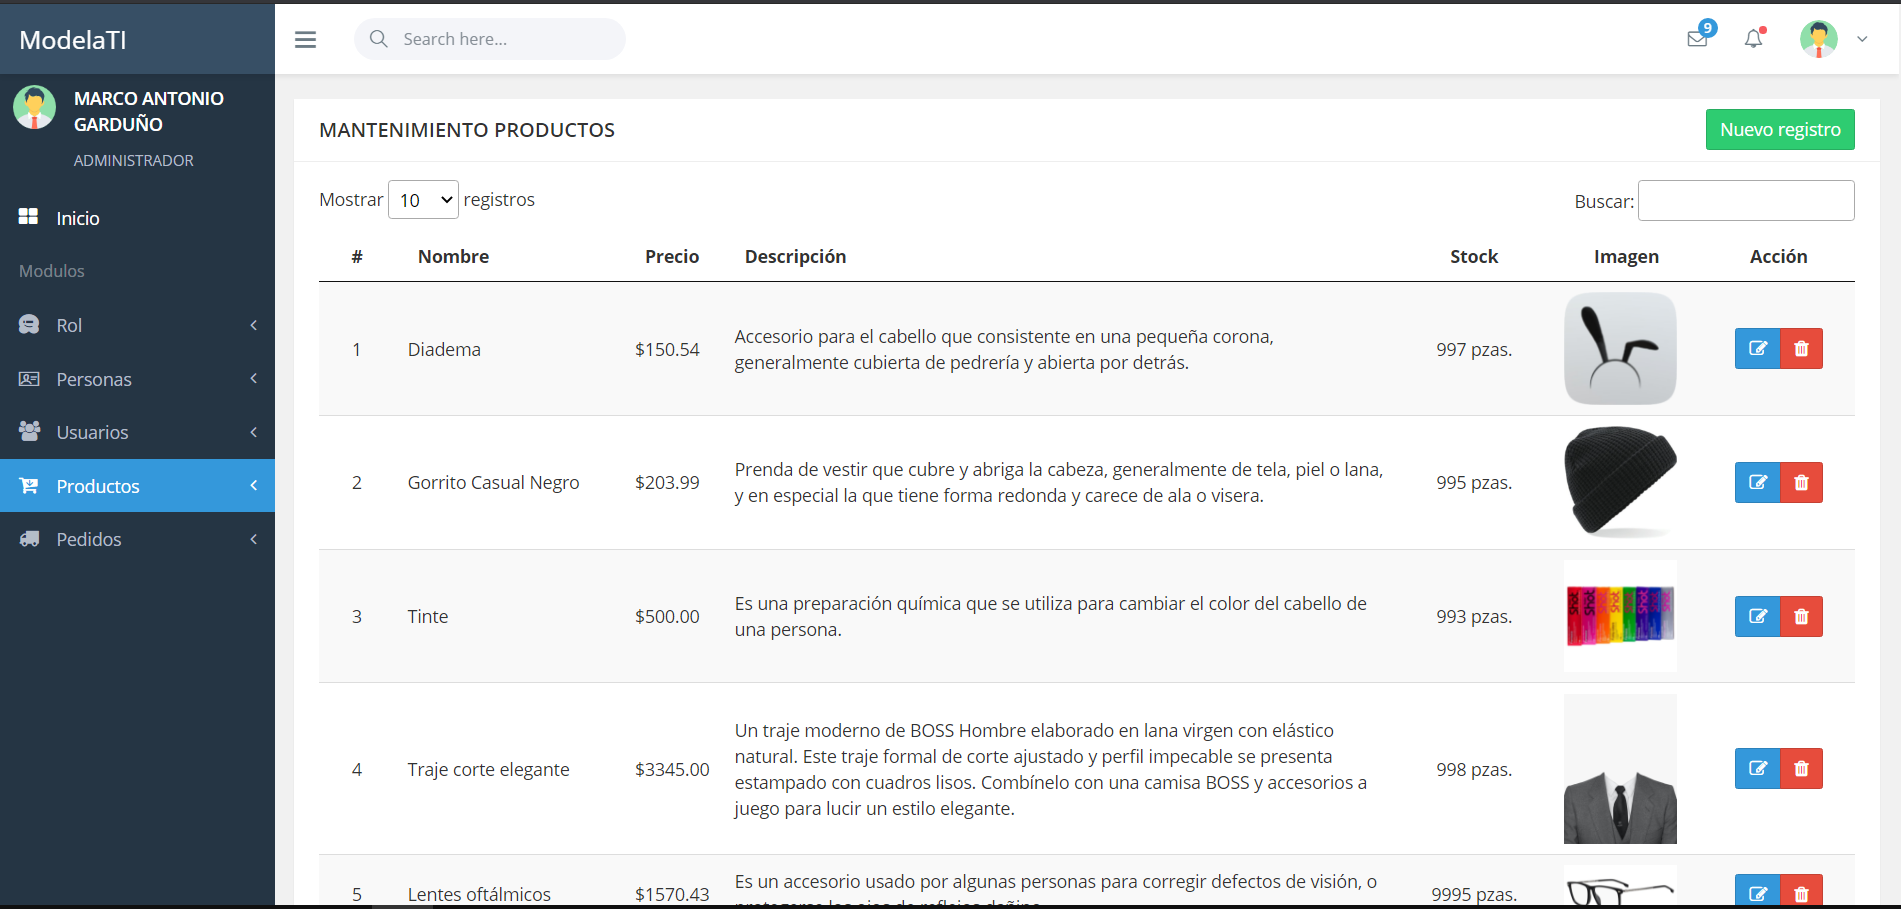 ModelaTI
Search here...
9
MARCO ANTONIO
GARDUÑO
ADMINISTRADOR
Inicio
Modulos
Rol
Personas
Usuarios
Productos
Pedidos
MANTENIMIENTO PRODUCTOS
Nuevo registro
Mostrar 10 registros
Buscar:
# Nombre Precio Descripción Stock Imagen Acción
1 Diadema $150.54
Accesorio para el cabello que consistente en una pequeña corona,
generalmente cubierta de pedrería y abierta por detrás.
997 pzas.
2 Gorrito Casual Negro $203.99
Prenda de vestir que cubre y abriga la cabeza, generalmente de tela, piel o lana,
y en especial la que tiene forma redonda y carece de ala o visera.
995 pzas.
3 Tinte $500.00
Es una preparación química que se utiliza para cambiar el color del cabello de
una persona.
993 pzas.
4 Traje corte elegante $3345.00
Un traje moderno de BOSS Hombre elaborado en lana virgen con elástico
natural. Este traje formal de corte ajustado y perfil impecable se presenta
estampado con cuadros lisos. Combínelo con una camisa BOSS y accesorios a
juego para lucir un estilo elegante.
998 pzas.
5 Lentes oftálmicos $1570.43
Es un accesorio usado por algunas personas para corregir defectos de visión, o
9995 pzas.